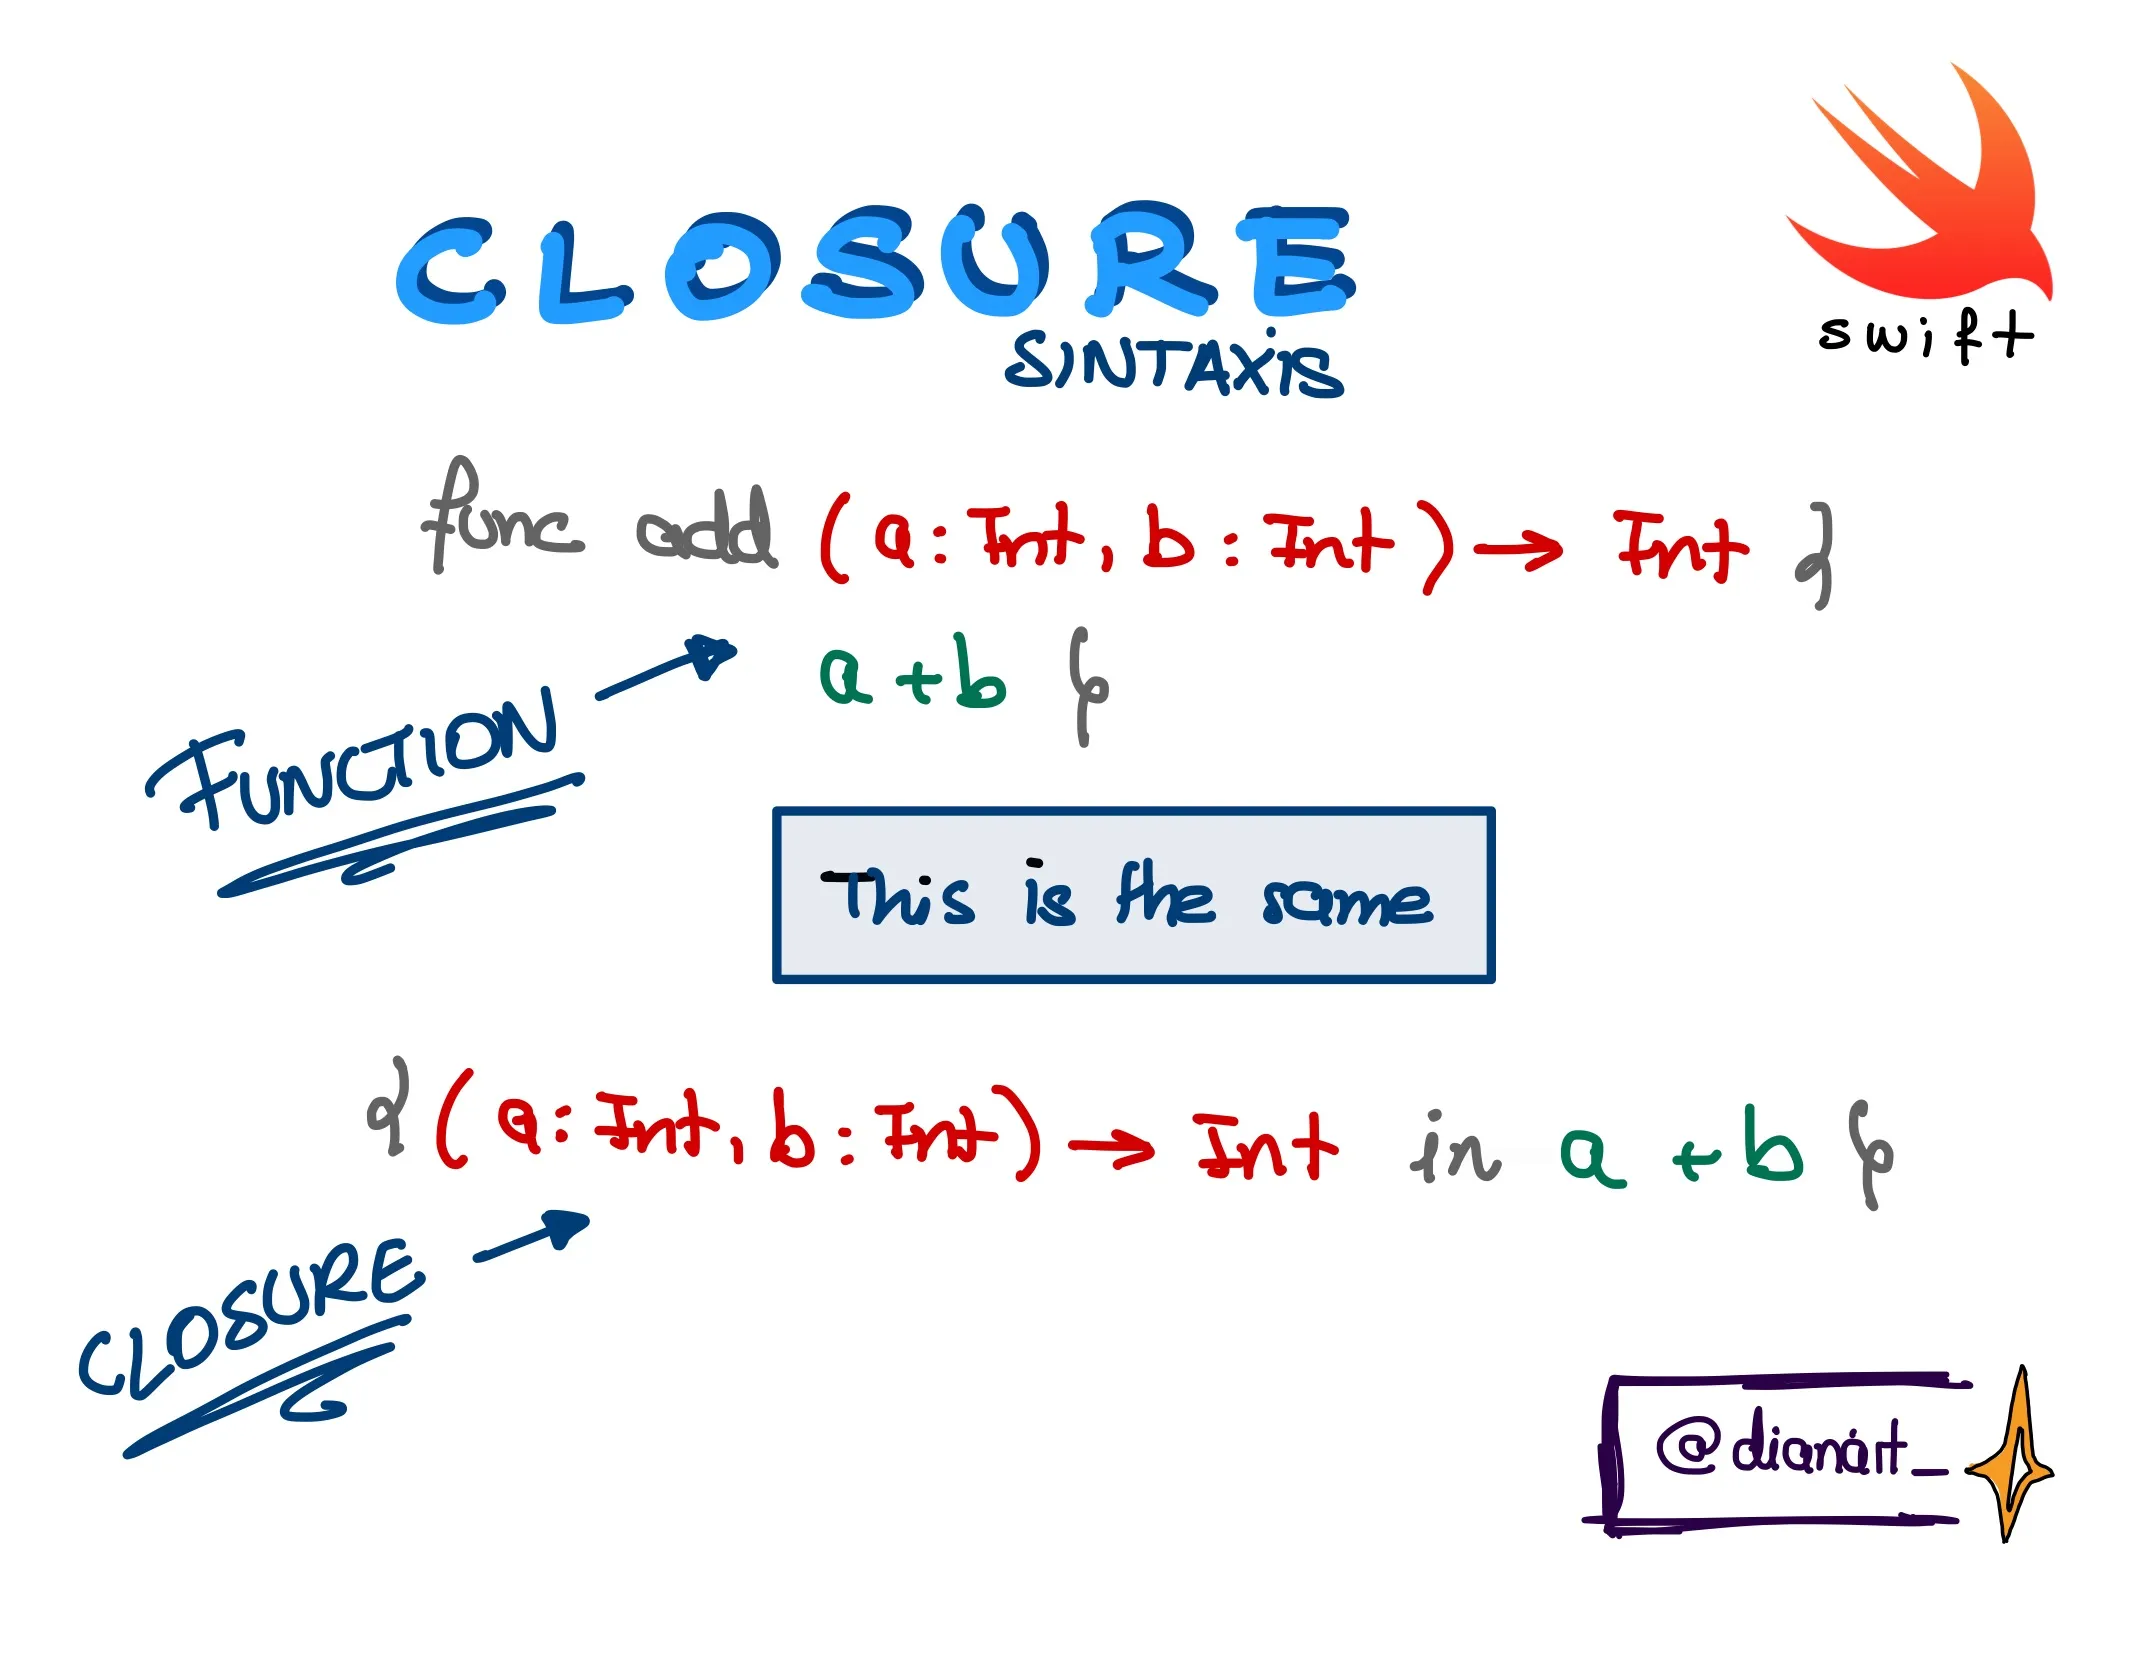 CLOSURE
SINTAXiS
swift
func add (a: Int, b: Int) → Int }
a + b {
FUNCTION
This is the same
{ (a: Int, b: Int) → Int in a + b }
CLOSURE
@dianait_